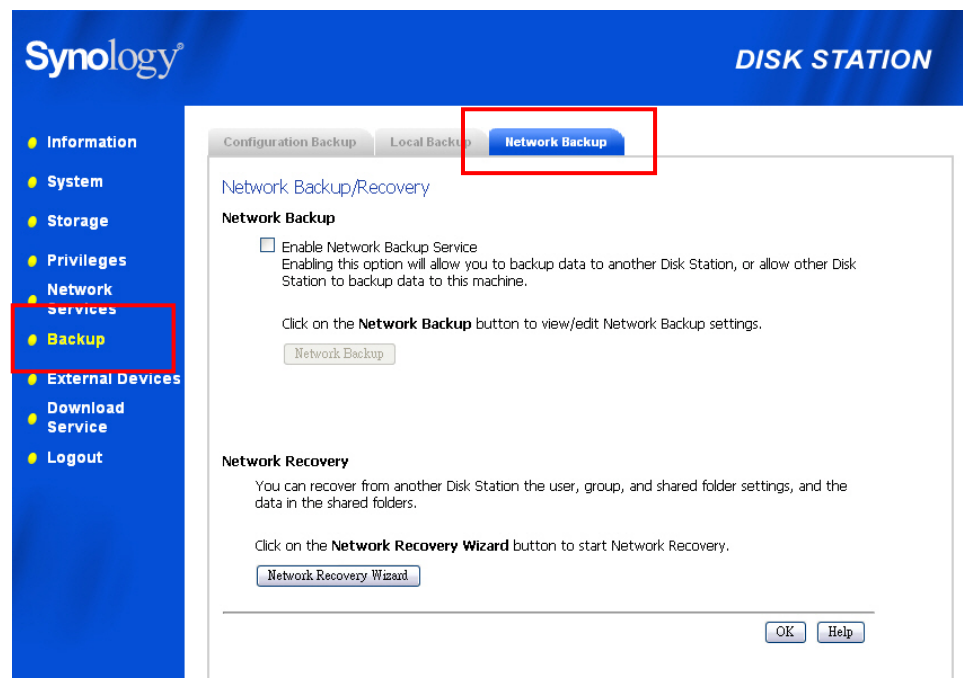 Synology®
DISK STATION
Information
System
Storage
Privileges
Network
Services
Backup
External Devices
Download
Service
Logout
Configuration Backup
Local Backup
Network Backup
Network Backup/Recovery
Network Backup
Enable Network Backup Service
Enabling this option will allow you to backup data to another Disk Station, or allow other Disk
Station to backup data to this machine.
Click on the Network Backup button to view/edit Network Backup settings.
Network Backup
Network Recovery
You can recover from another Disk Station the user, group, and shared folder settings, and the
data in the shared folders.
Click on the Network Recovery Wizard button to start Network Recovery.
Network Recovery Wizard
OK
Help